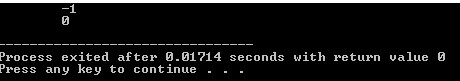 -1
0
--------------------------------
Process exited after 0.01714 seconds with return value 0
Press any key to continue . . .